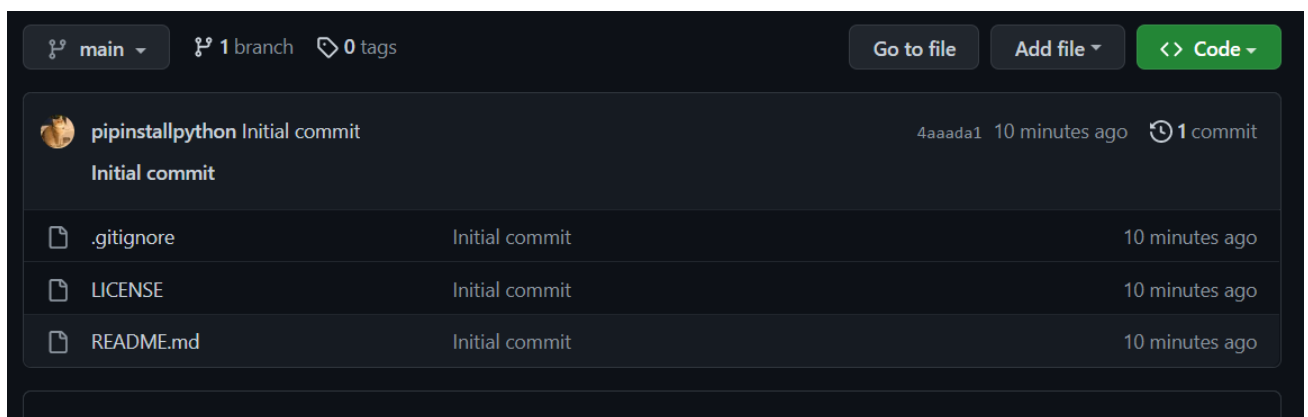 main 1 branch 0 tags Go to file Add file <> Code
pipinstallpython Initial commit 4aaada1 10 minutes ago 1 commit
Initial commit
.gitignore Initial commit 10 minutes ago
LICENSE Initial commit 10 minutes ago
README.md Initial commit 10 minutes ago